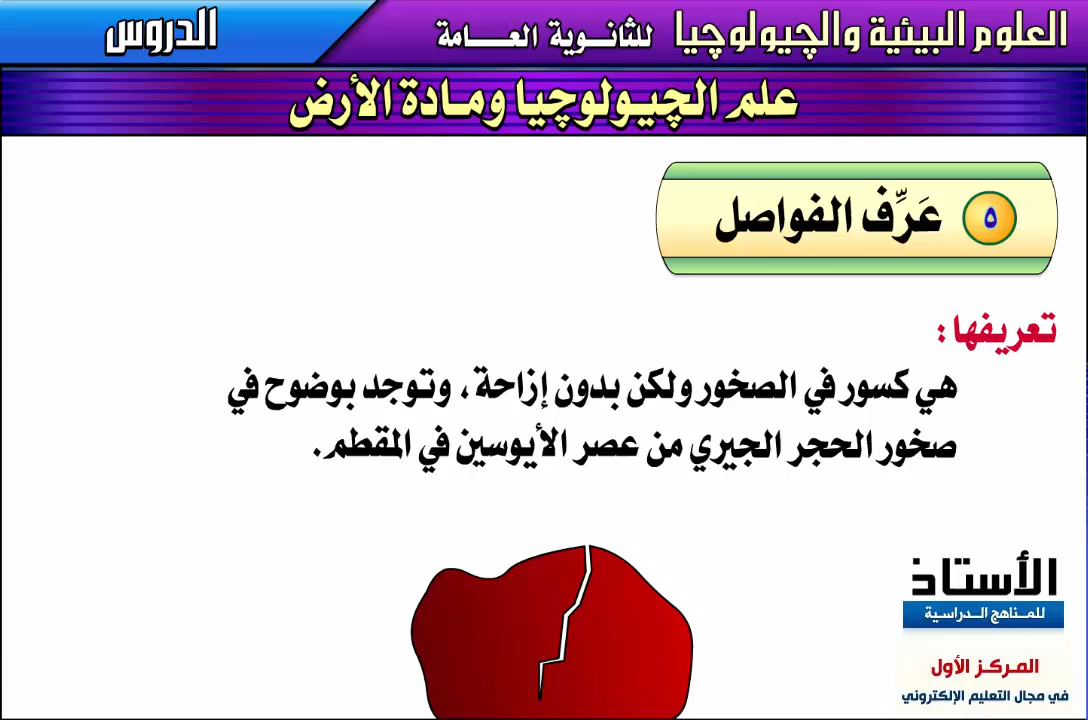 العلوم البيئية والچيولوچيا للثانوية العامة
الدروس
علم الچيولوچيا ومادة الأرض
٥ عَرِّف الفواصل
تعريفها :
هي كسور في الصخور ولكن بدون إزاحة، وتوجد بوضوح في
صخور الحجر الجيري من عصر الأيوسين في المقطم.
الأستاذ
للمناهج الدراسية
المركز الأول
في مجال التعليم الإلكتروني